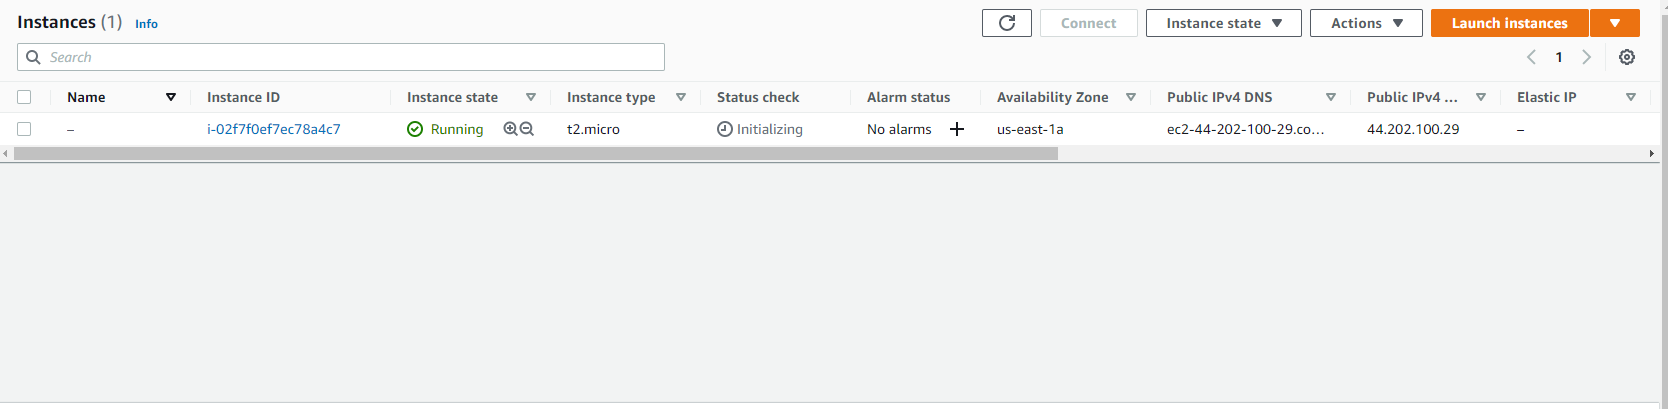 Instances (1) Info
Connect Instance state Actions Launch instances
Search
1
Name Instance ID Instance state Instance type Status check Alarm status Availability Zone Public IPv4 DNS Public IPv4 ... Elastic IP
– i-02f7f0ef7ec78a4c7 Running t2.micro Initializing No alarms + us-east-1a ec2-44-202-100-29.co... 44.202.100.29 –